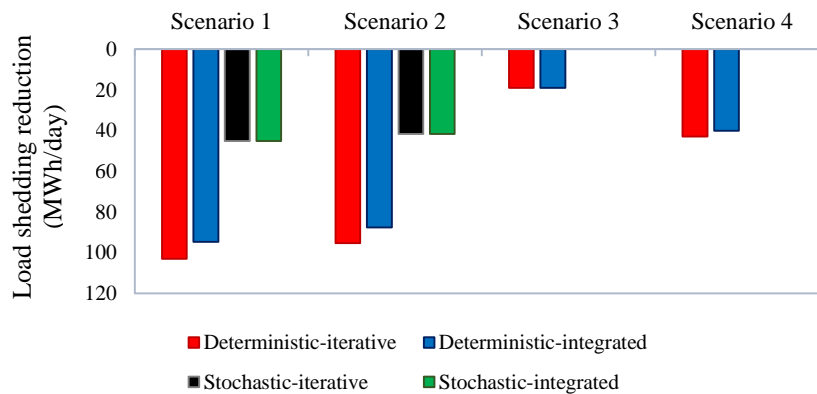 Scenario 1 Scenario 2 Scenario 3 Scenario 4
Load shedding reduction
(MWh/day)
0
20
40
60
80
100
120
Deterministic-iterative Deterministic-integrated
Stochastic-iterative Stochastic-integrated